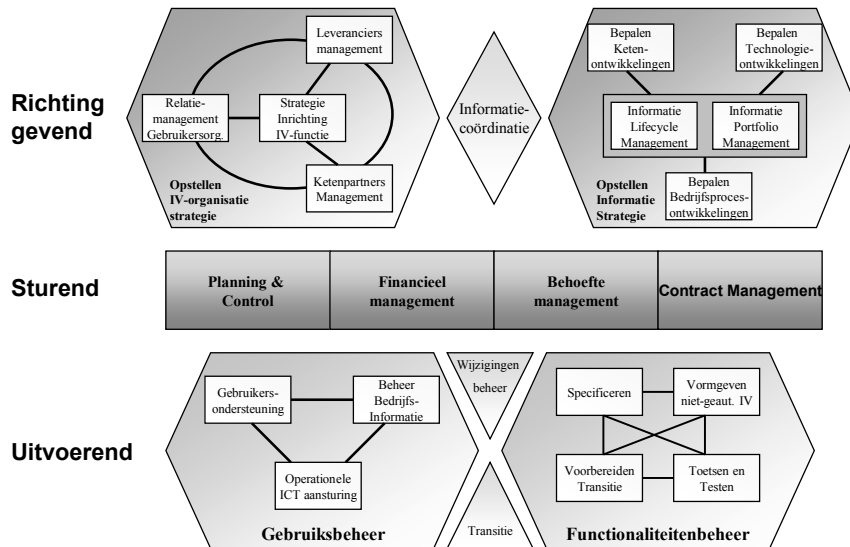 Richting
gevend
Leveranciers
management
Relatie-
management
Gebruikersorg.
Strategie
Inrichting
IV-functie
Ketenpartners
Management
Opstellen
IV-organisatie
strategie
Informatie-
coördinatie
Bepalen
Keten-
ontwikkelingen
Bepalen
Technologie-
ontwikkelingen
Informatie
Lifecycle
Management
Informatie
Portfolio
Management
Bepalen
Bedrijfsproces-
ontwikkelingen
Opstellen
Informatie
Strategie
Sturend
Planning &
Control
Financieel
management
Behoefte
management
Contract Management
Uitvoerend
Gebruikers-
ondersteuning
Beheer
Bedrijfs-
Informatie
Operationele
ICT aansturing
Gebruiksbeheer
Wijzigingen
beheer
Transitie
Specificeren
Vormgeven
niet-geaut. IV
Voorbereiden
Transitie
Toetsen en
Testen
Functionaliteitenbeheer